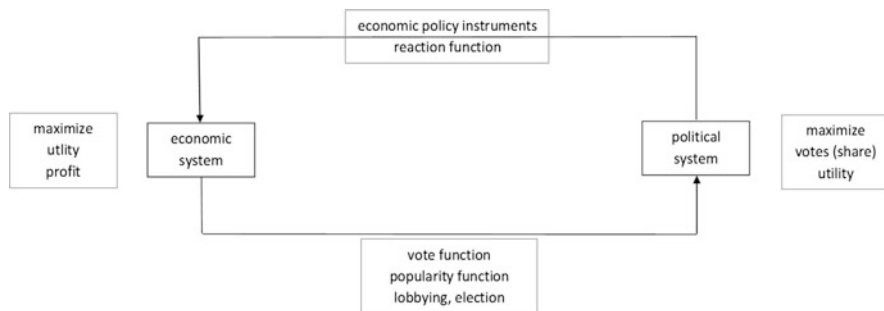 economic policy instruments
reaction function
maximize
utlity
profit
economic
system
political
system
maximize
votes (share)
utility
vote function
popularity function
lobbying, election